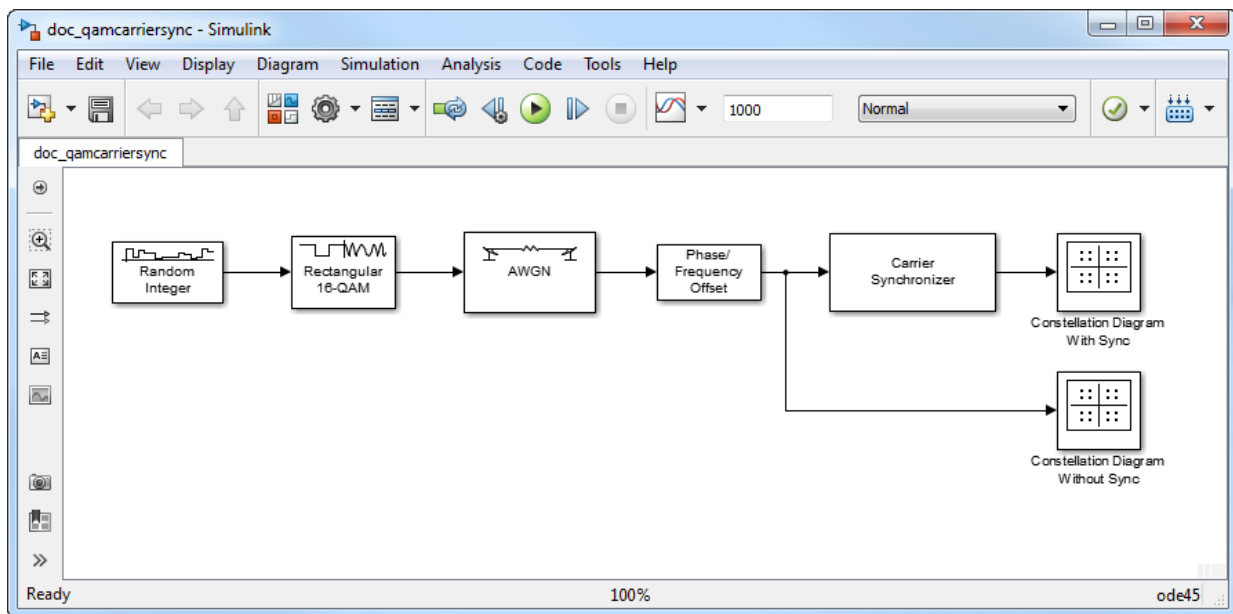 doc_qamcarriersync - Simulink
File Edit View Display Diagram Simulation Analysis Code Tools Help
1000 Normal
doc_qamcarriersync
Random
Integer
Rectangular
16-QAM
AWGN
Phase/
Frequency
Offset
Carrier
Synchronizer
Constellation Diagram
With Sync
Constellation Diagram
Without Sync
Ready 100% ode45